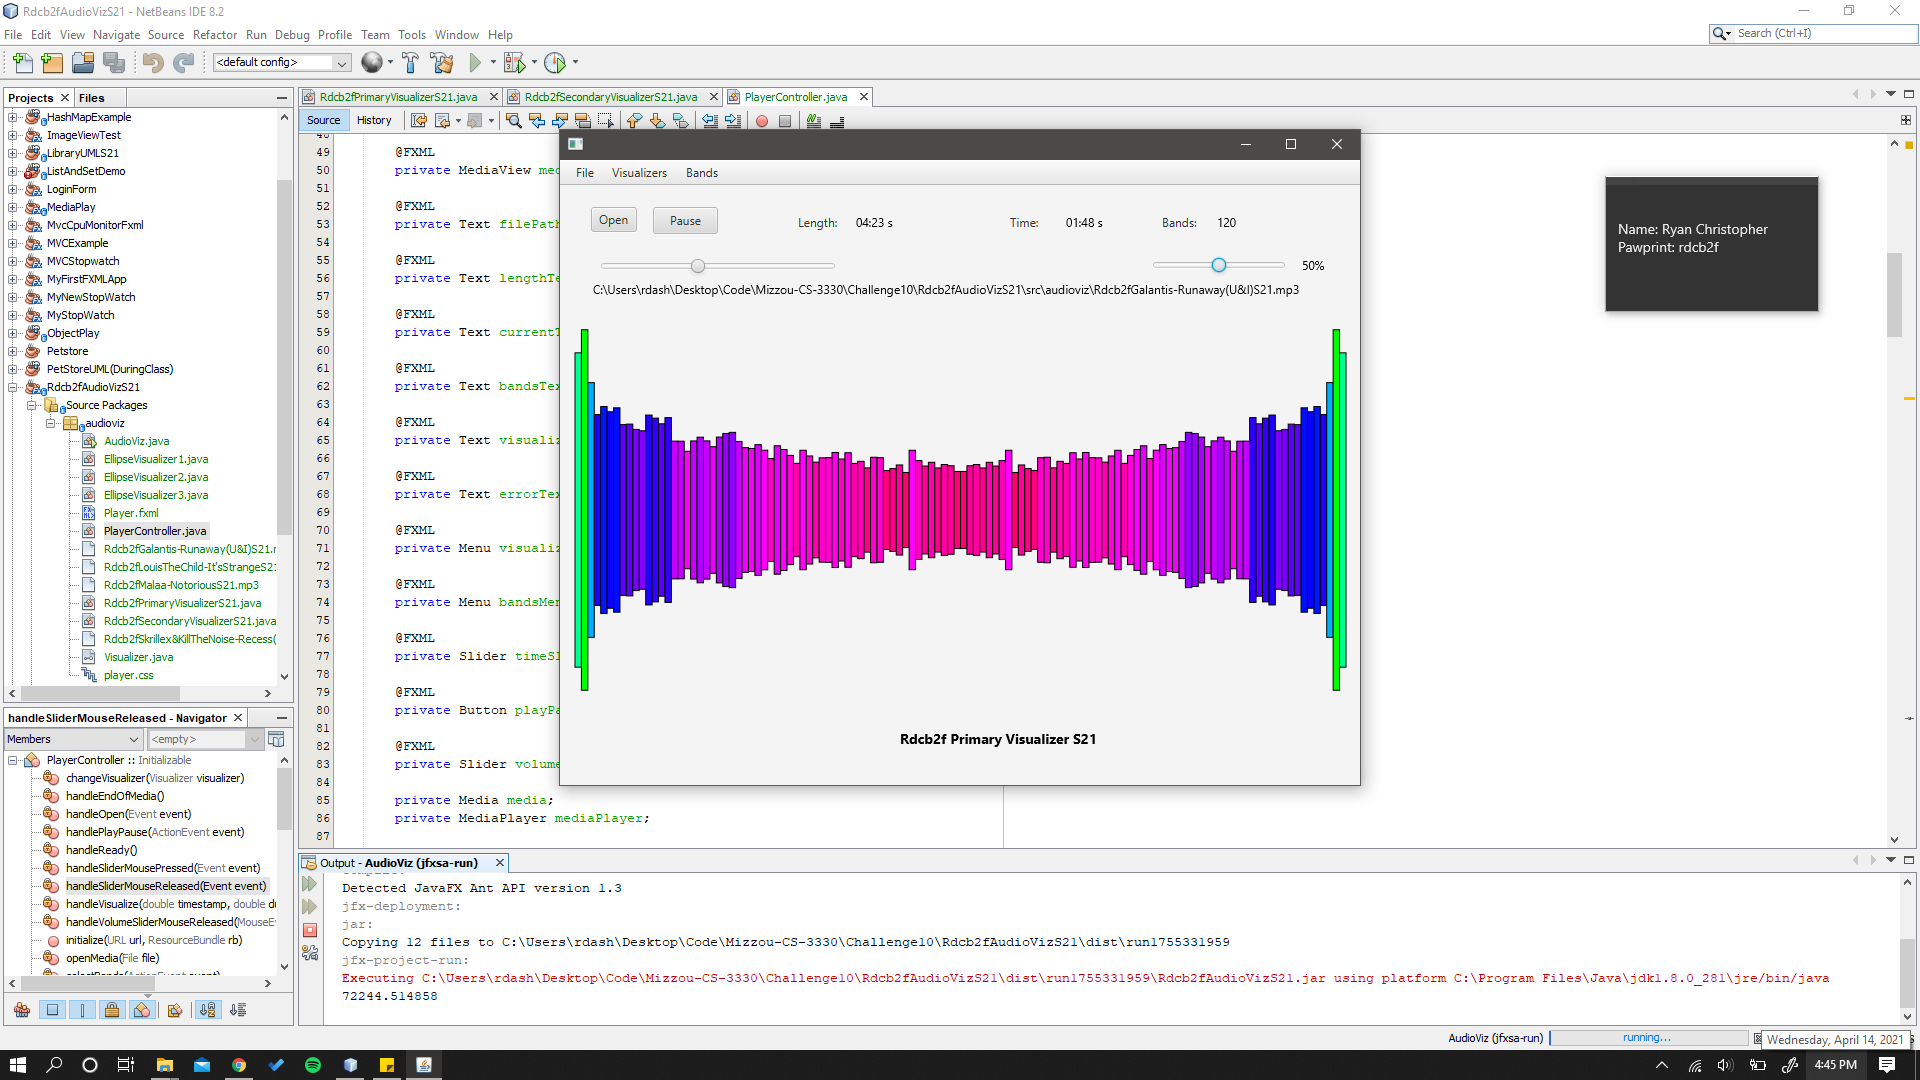 Rdcb2fAudioVizS21 - NetBeans IDE 8.2
File Edit View Navigate Source Refactor Run Debug Profile Team Tools Window Help
Search (Ctrl+I)
<default config>
Projects Files
HashMapExample
ImageViewTest
LibraryUMLS21
ListAndSetDemo
LoginForm
MediaPlay
MvcCpuMonitorFxml
MVCExample
MVCStopwatch
MyFirstFXMLApp
MyNewStopWatch
MyStopWatch
ObjectPlay
Petstore
PetStoreUML(DuringClass)
Rdcb2fAudioVizS21
Source Packages
audioviz
AudioViz.java
EllipseVisualizer1.java
EllipseVisualizer2.java
EllipseVisualizer3.java
Player.fxml
PlayerController.java
Rdcb2fGalantis-Runaway(U&I)S21.r
Rdcb2fLouisTheChild-It'sStrangeS21
Rdcb2fMalaa-NotoriousS21.mp3
Rdcb2fPrimaryVisualizerS21.java
Rdcb2fSecondaryVisualizerS21.java
Rdcb2fSkrillex&KillTheNoise-Recess(
Visualizer.java
player.css
handleSliderMouseReleased - Navigator
Members <empty>
PlayerController :: Initializable
changeVisualizer(Visualizer visualizer)
handleEndOfMedia()
handleOpen(Event event)
handlePlayPause(ActionEvent event)
handleReady()
handleSliderMousePressed(Event event)
handleSliderMouseReleased(Event event)
handleVisualize(double timestamp, double du
handleVolumeSliderMouseReleased(MouseE
initialize(URL url, ResourceBundle rb)
openMedia(File file)
selectBands(ActionEvent event)
Rdcb2fPrimaryVisualizerS21.java Rdcb2fSecondaryVisualizerS21.java PlayerController.java
Source History
48
49 @FXML
50 private MediaView med
51
52 @FXML
53 private Text filePath
54
55 @FXML
56 private Text lengthTe
57
58 @FXML
59 private Text currentT
60
61 @FXML
62 private Text bandsTex
63
64 @FXML
65 private Text visualiz
66
67 @FXML
68 private Text errorTex
69
70 @FXML
71 private Menu visualiz
72
73 @FXML
74 private Menu bandsMen
75
76 @FXML
77 private Slider timeSl
78
79 @FXML
80 private Button playPa
81
82 @FXML
83 private Slider volume
84
85 private Media media;
86 private MediaPlayer mediaPlayer;
87
File Visualizers Bands
Open Pause Length: 04:23 s Time: 01:48 s Bands: 120
50%
C:\Users\rdash\Desktop\Code\Mizzou-CS-3330\Challenge10\Rdcb2fAudioVizS21\src\audioviz\Rdcb2fGalantis-Runaway(U&I)S21.mp3
Rdcb2f Primary Visualizer S21
Name: Ryan Christopher
Pawprint: rdcb2f
Output - AudioViz (jfxsa-run)
compile:
Detected JavaFX Ant API version 1.3
jfx-deployment:
jar:
Copying 12 files to C:\Users\rdash\Desktop\Code\Mizzou-CS-3330\Challenge10\Rdcb2fAudioVizS21\dist\run1755331959
jfx-project-run:
Executing C:\Users\rdash\Desktop\Code\Mizzou-CS-3330\Challenge10\Rdcb2fAudioVizS21\dist\run1755331959\Rdcb2fAudioVizS21.jar using platform C:\Program Files\Java\jdk1.8.0_281\jre/bin/java
72244.514858
AudioViz (jfxsa-run) running...
Wednesday, April 14, 2021
4:45 PM